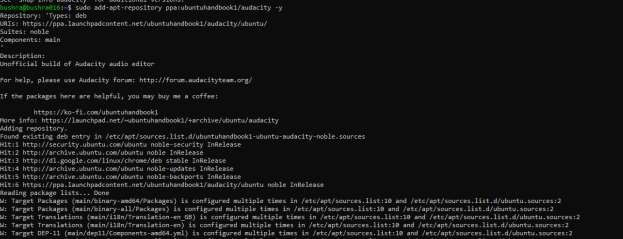 bushra@bushra016:~$ sudo add-apt-repository ppa:ubuntuhandbook1/audacity -y
Repository: 'Types: deb
URIs: https://ppa.launchpadcontent.net/ubuntuhandbook1/audacity/ubuntu/
Suites: noble
Components: main
'
Description:
Unofficial build of Audacity audio editor
For help, please use Audacity forum: http://forum.audacityteam.org/
If the packages here are helpful, you may buy me a coffee:
https://ko-fi.com/ubuntuhandbook1
More info: https://launchpad.net/~ubuntuhandbook1/+archive/ubuntu/audacity
Adding repository.
Found existing deb entry in /etc/apt/sources.list.d/ubuntuhandbook1-ubuntu-audacity-noble.sources
Hit:1 http://security.ubuntu.com/ubuntu noble-security InRelease
Hit:2 http://archive.ubuntu.com/ubuntu noble InRelease
Hit:3 http://dl.google.com/linux/chrome/deb stable InRelease
Hit:4 http://archive.ubuntu.com/ubuntu noble-updates InRelease
Hit:5 http://archive.ubuntu.com/ubuntu noble-backports InRelease
Hit:6 https://ppa.launchpadcontent.net/ubuntuhandbook1/audacity/ubuntu noble InRelease
Reading package lists... Done
W: Target Packages (main/binary-amd64/Packages) is configured multiple times in /etc/apt/sources.list:10 and /etc/apt/sources.list.d/ubuntu.sources:2
W: Target Packages (main/binary-all/Packages) is configured multiple times in /etc/apt/sources.list:10 and /etc/apt/sources.list.d/ubuntu.sources:2
W: Target Translations (main/i18n/Translation-en_GB) is configured multiple times in /etc/apt/sources.list:10 and /etc/apt/sources.list.d/ubuntu.sources:2
W: Target Translations (main/i18n/Translation-en) is configured multiple times in /etc/apt/sources.list:10 and /etc/apt/sources.list.d/ubuntu.sources:2
W: Target DEP-11 (main/dep11/Components-amd64.yml) is configured multiple times in /etc/apt/sources.list:10 and /etc/apt/sources.list.d/ubuntu.sources:2